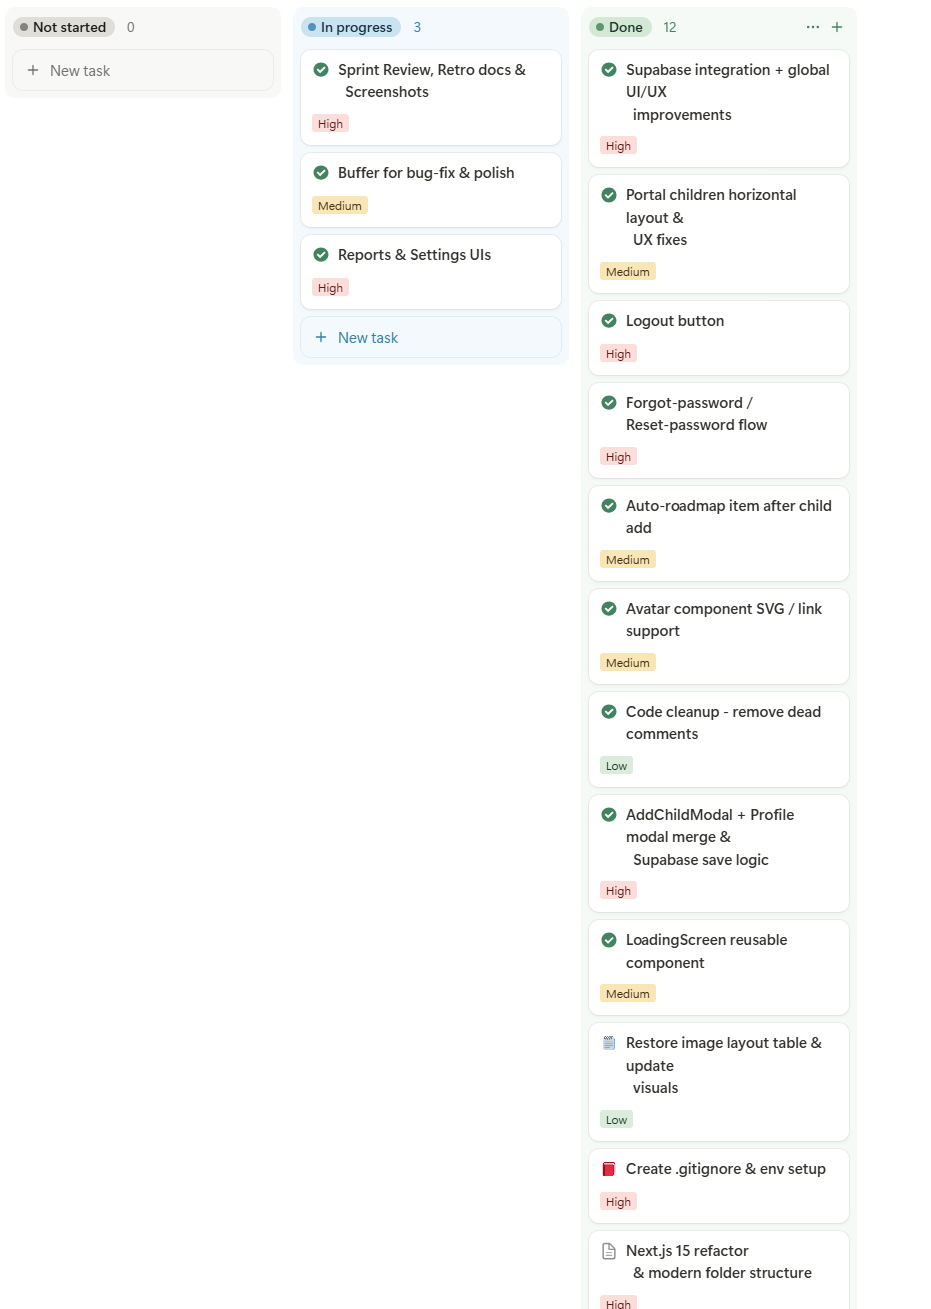 Not started 0
New task
In progress 3
Sprint Review, Retro docs &
Screenshots
High
Buffer for bug-fix & polish
Medium
Reports & Settings UIs
High
New task
Done 12
Supabase integration + global
UI/UX
improvements
High
Portal children horizontal
layout &
UX fixes
Medium
Logout button
High
Forgot-password /
Reset-password flow
High
Auto-roadmap item after child
add
Medium
Avatar component SVG / link
support
Medium
Code cleanup - remove dead
comments
Low
AddChildModal + Profile
modal merge &
Supabase save logic
High
LoadingScreen reusable
component
Medium
Restore image layout table &
update
visuals
Low
Create .gitignore & env setup
High
Next.js 15 refactor
& modern folder structure
High